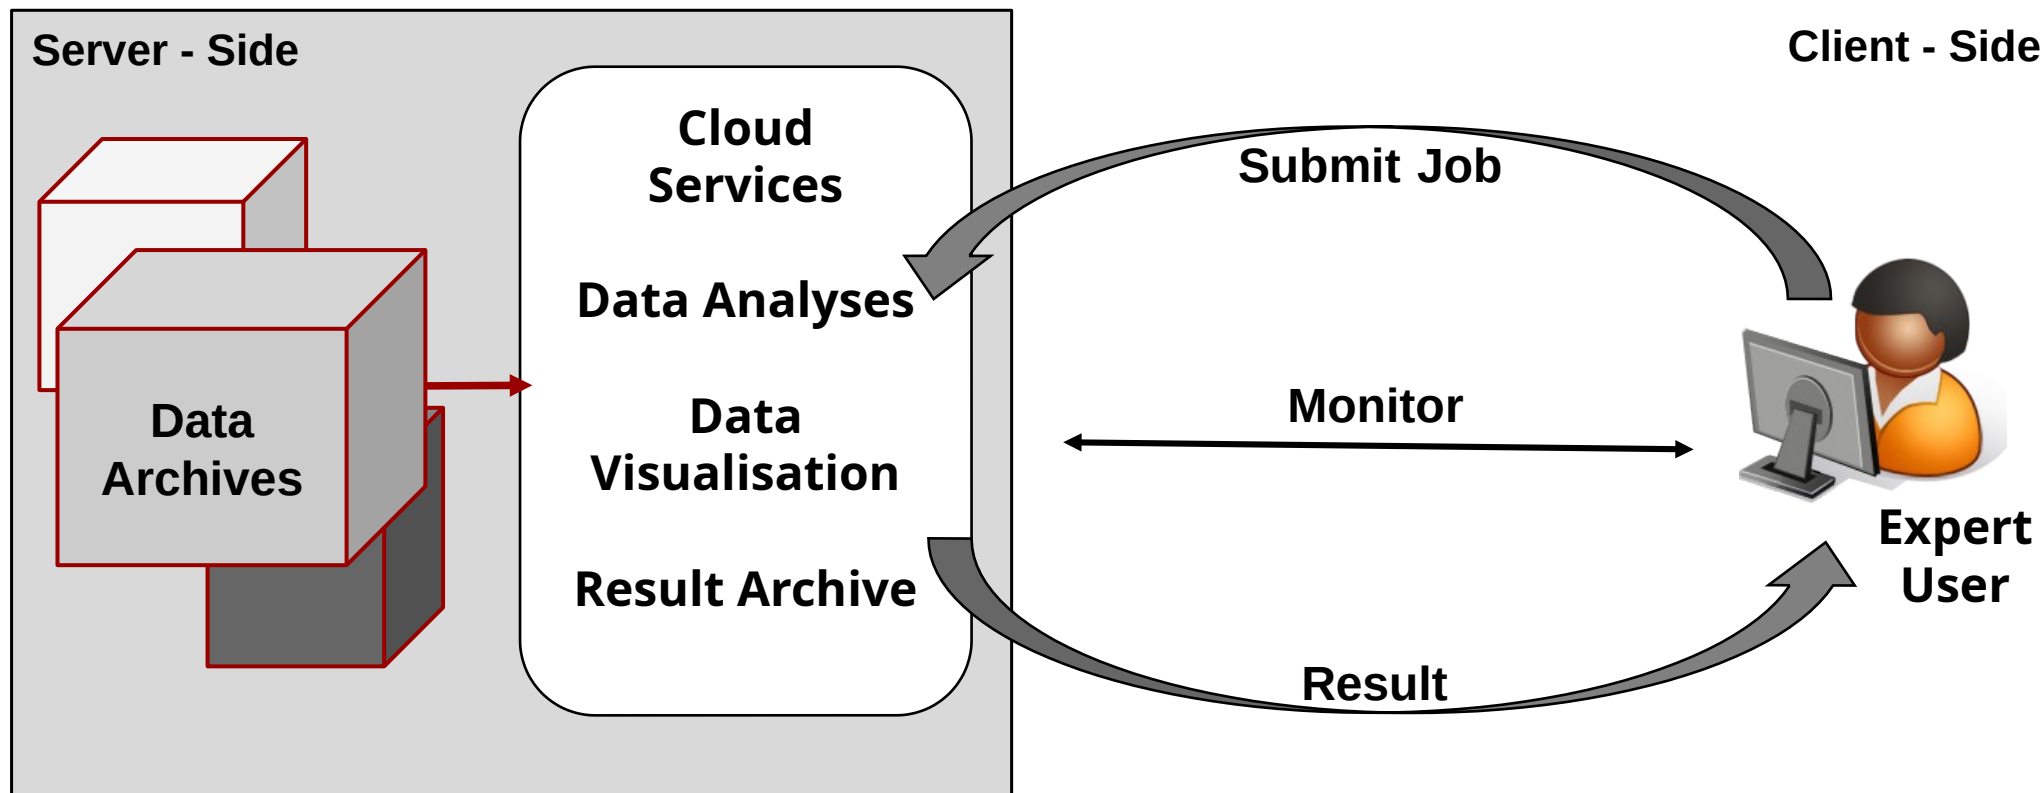 Server - Side
Client - Side
Cloud
Services
Data Analyses
Data
Visualisation
Result Archive
Data
Archives
Submit Job
Monitor
Result
Expert
User